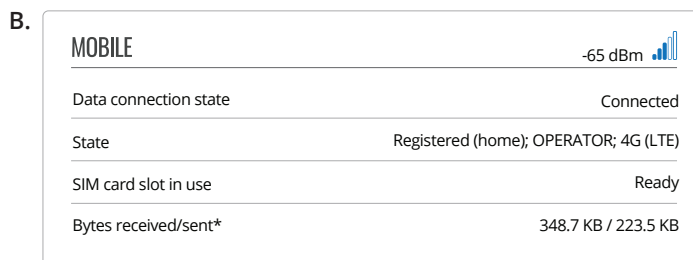 B.
MOBILE -65 dBm
Data connection state Connected
State Registered (home); OPERATOR; 4G (LTE)
SIM card slot in use Ready
Bytes received/sent* 348.7 KB / 223.5 KB